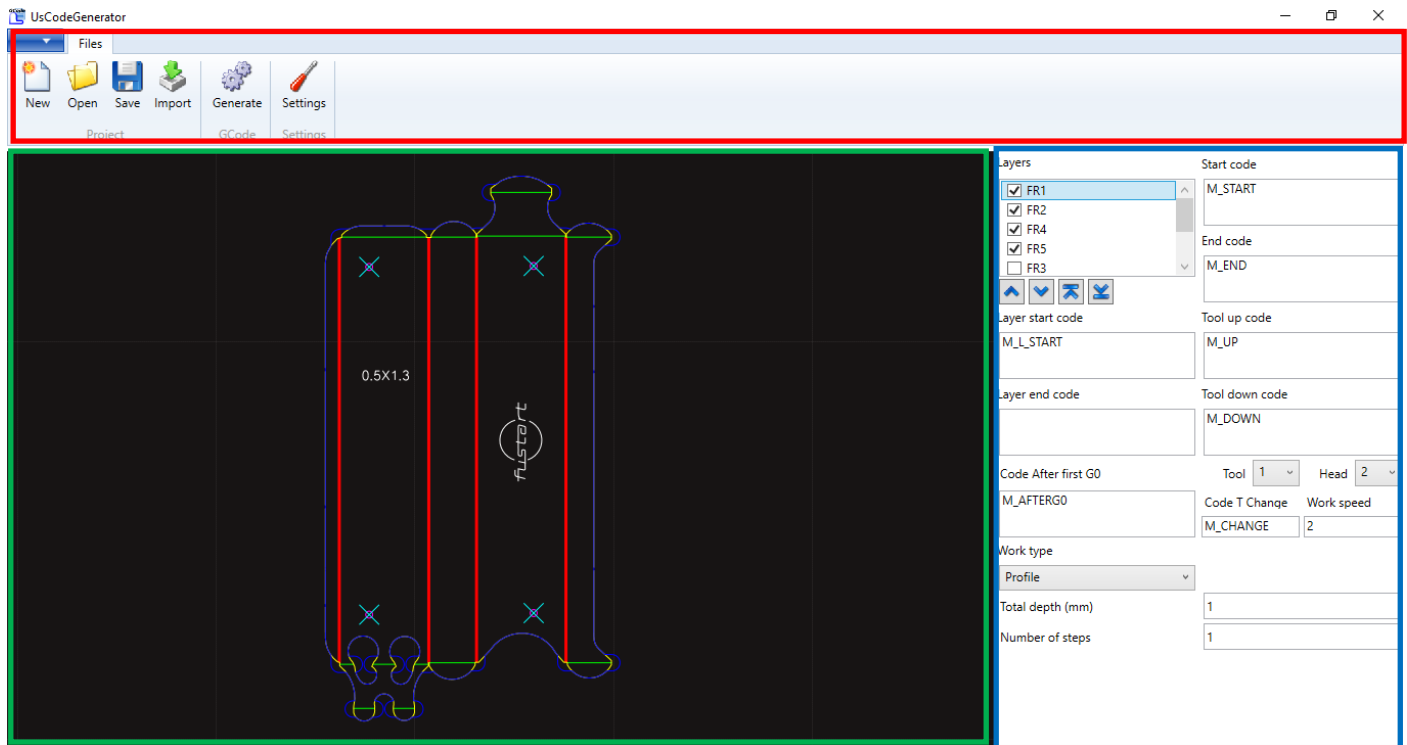 UsCodeGenerator
Files
New Open Save Import Generate Settings
Project GCode Settings
Layers Start code
FR1 M_START
FR2
FR4
FR5 End code
FR3 M_END
Layer start code Tool up code
M_L_START M_UP
0.5X1.3
Layer end code Tool down code
M_DOWN
fustart
Code After first G0 Tool 1 Head 2
M_AFTERG0 Code T Change Work speed
M_CHANGE 2
Work type
Profile
Total depth (mm) 1
Number of steps 1